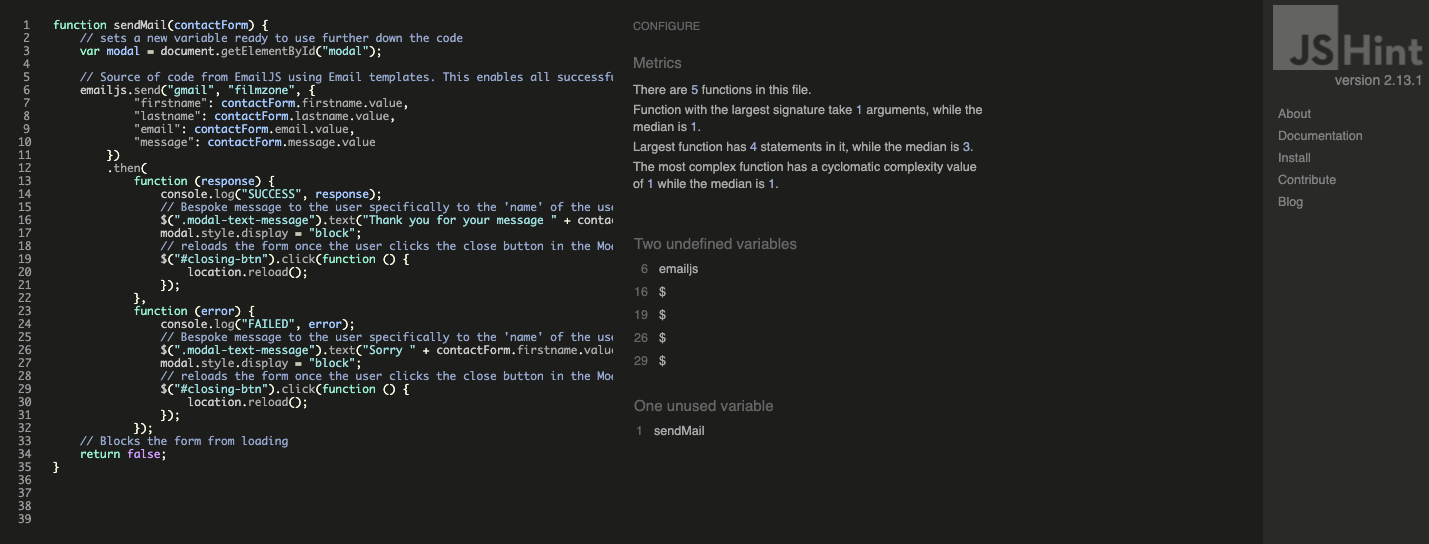 1 function sendMail(contactForm) {
2 // sets a new variable ready to use further down the code
3 var modal = document.getElementById("modal");
4
5 // Source of code from EmailJS using Email templates. This enables all successfu
6 emailjs.send("gmail", "filmzone", {
7 "firstname": contactForm.firstname.value,
8 "lastname": contactForm.lastname.value,
9 "email": contactForm.email.value,
10 "message": contactForm.message.value
11 })
12 .then(
13 function (response) {
14 console.log("SUCCESS", response);
15 // Bespoke message to the user specifically to the 'name' of the use
16 $(".modal-text-message").text("Thank you for your message " + conta
17 modal.style.display = "block";
18 // reloads the form once the user clicks the close button in the Mod
19 $("#closing-btn").click(function () {
20 location.reload();
21 });
22 },
23 function (error) {
24 console.log("FAILED", error);
25 // Bespoke message to the user specifically to the 'name' of the use
26 $(".modal-text-message").text("Sorry " + contactForm.firstname.value
27 modal.style.display = "block";
28 // reloads the form once the user clicks the close button in the Mod
29 $("#closing-btn").click(function () {
30 location.reload();
31 });
32 });
33 // Blocks the form from loading
34 return false;
35 }
36
37
38
39
CONFIGURE
Metrics
There are 5 functions in this file.
Function with the largest signature take 1 arguments, while the
median is 1.
Largest function has 4 statements in it, while the median is 3.
The most complex function has a cyclomatic complexity value
of 1 while the median is 1.
Two undefined variables
6 emailjs
16 $
19 $
26 $
29 $
One unused variable
1 sendMail
JSHint
version 2.13.1
About
Documentation
Install
Contribute
Blog